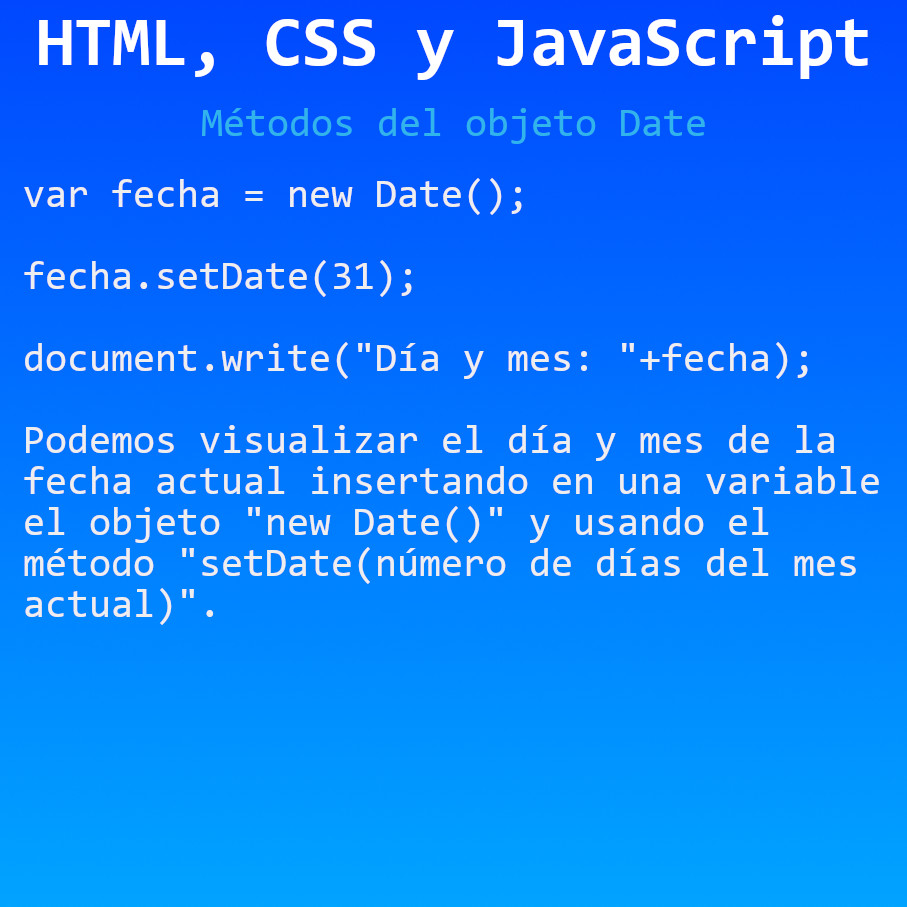 HTML, CSS y JavaScript
Métodos del objeto Date
var fecha = new Date();
fecha.setDate(31);
document.write("Día y mes: "+fecha);
Podemos visualizar el día y mes de la
fecha actual insertando en una variable
el objeto "new Date()" y usando el
método "setDate(número de días del mes
actual)".